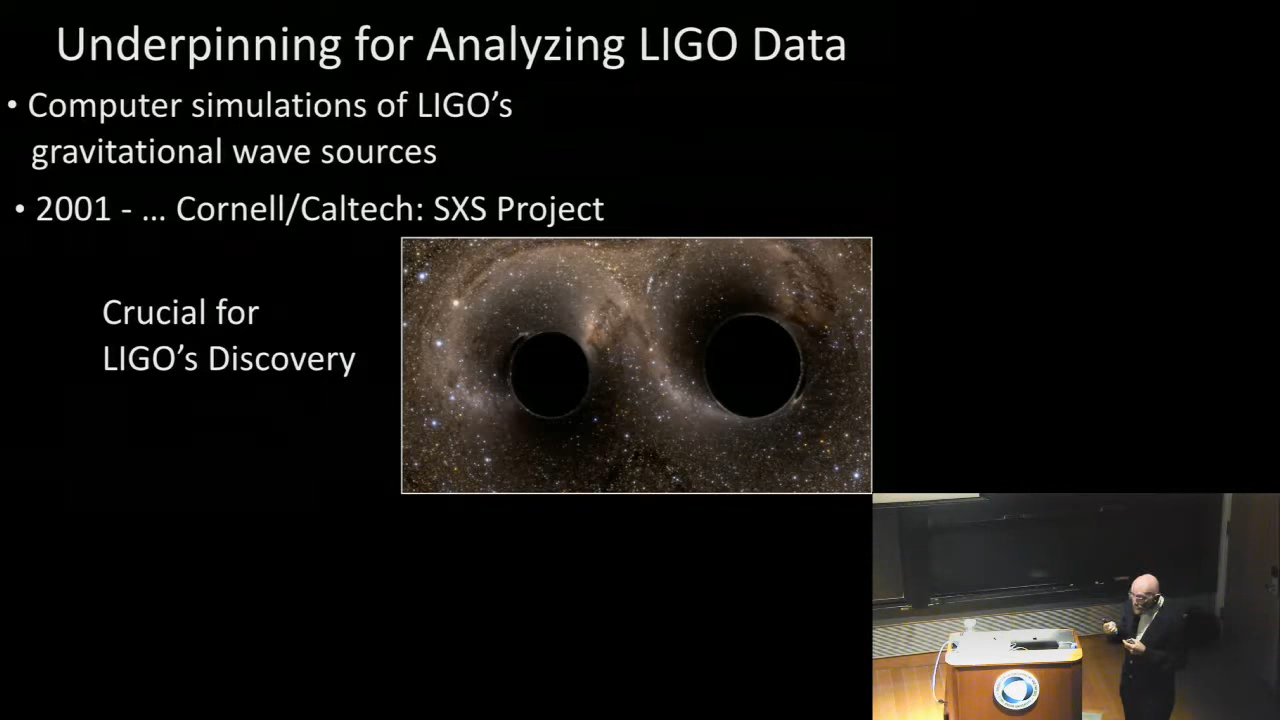 Underpinning for Analyzing LIGO Data
• Computer simulations of LIGO’s
gravitational wave sources
• 2001 - … Cornell/Caltech: SXS Project
Crucial for
LIGO’s Discovery